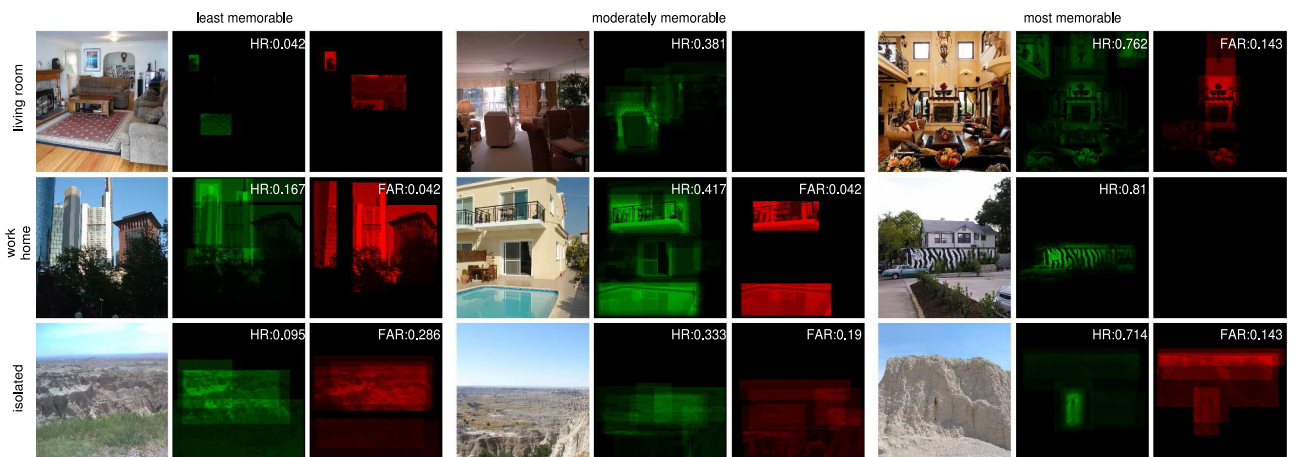 least memorable
moderately memorable
most memorable
living room
HR:0.042
HR:0.381
HR:0.762
FAR:0.143
work
home
HR:0.167
FAR:0.042
HR:0.417
FAR:0.042
HR:0.81
isolated
HR:0.095
FAR:0.286
HR:0.333
FAR:0.19
HR:0.714
FAR:0.143